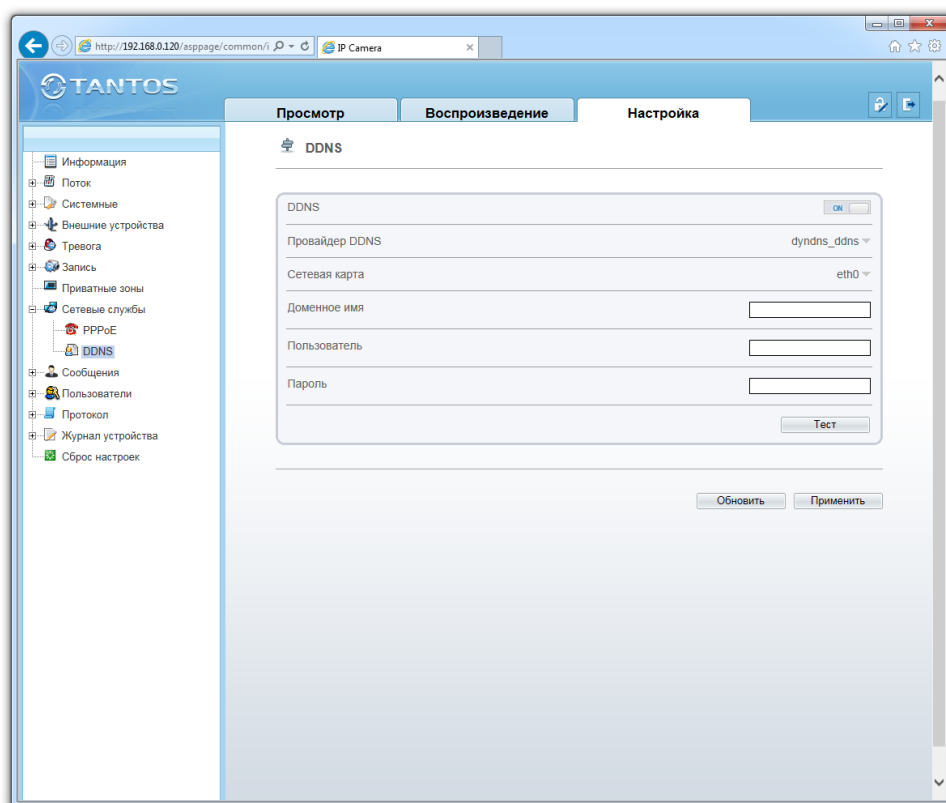 http://192.168.0.120/asppage/common/i
IP Camera
TANTOS
Просмотр
Воспроизведение
Настройка
Информация
Поток
Системные
Внешние устройства
Тревога
Запись
Приватные зоны
Сетевые службы
PPPoE
DDNS
Сообщения
Пользователи
Протокол
Журнал устройства
Сброс настроек
DDNS
DDNS
ON
Провайдер DDNS
dyndns_ddns
Сетевая карта
eth0
Доменное имя
Пользователь
Пароль
Тест
Обновить
Применить